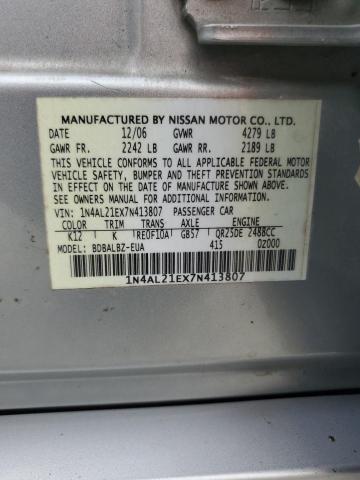 MANUFACTURED BY NISSAN MOTOR CO., LTD.
DATE 12/06 GVWR 4279 LB
GAWR FR. 2242 LB GAWR RR. 2189 LB
THIS VEHICLE CONFORMS TO ALL APPLICABLE FEDERAL MOTOR
VEHICLE SAFETY, BUMPER AND THEFT PREVENTION STANDARDS
IN EFFECT ON THE DATE OF MANUFACTURE SHOWN ABOVE.
SEE OWNERS MANUAL FOR ADDITIONAL INFORMATION.
VIN: 1N4AL21EX7N413807 PASSENGER CAR
COLOR TRIM TRANS AXLE ENGINE
K12 K RE0F10A GB57 QR25DE 2488CC
MODEL: BDBALBZ-EUA 415 0Z000
1N4AL21EX7N413807